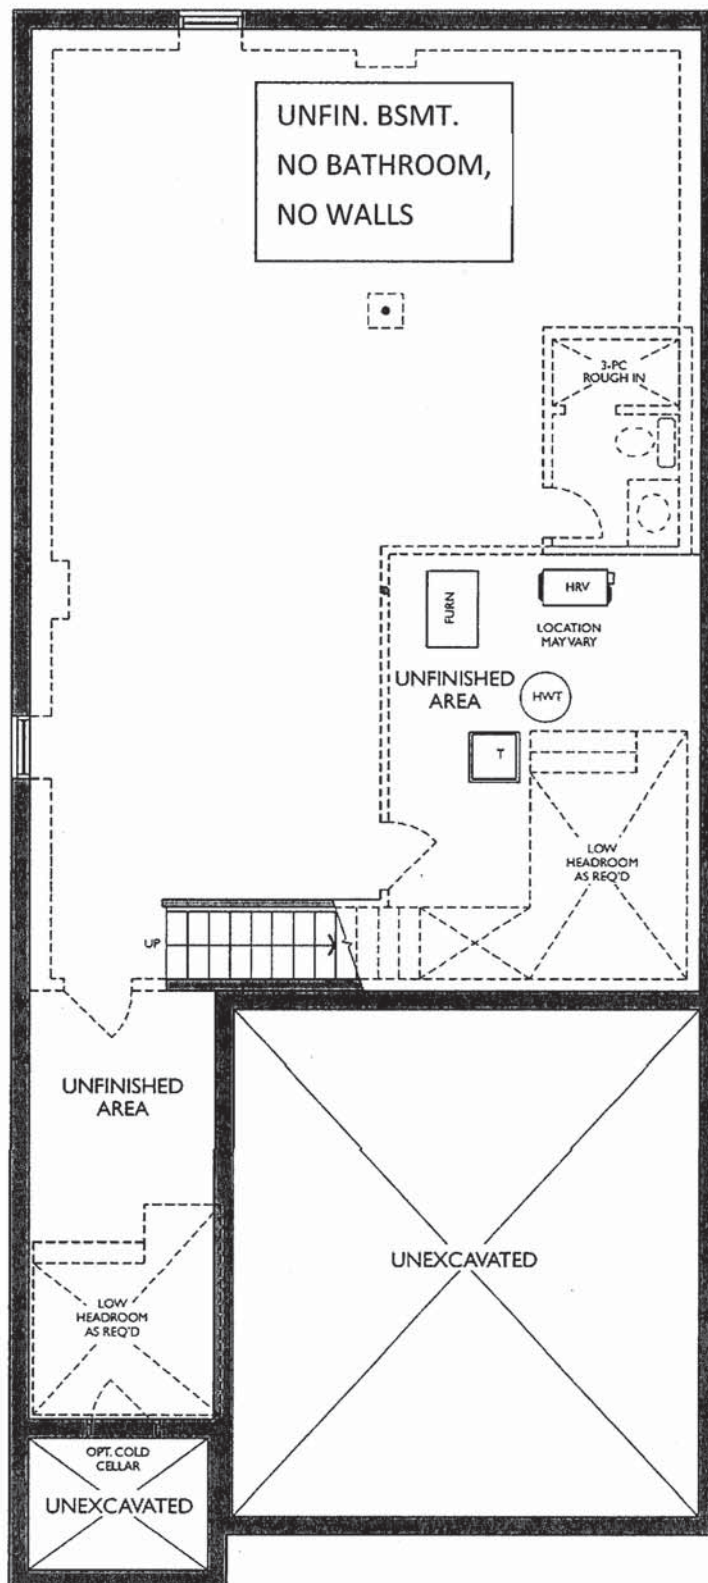 UNFIN. BSMT.
NO BATHROOM,
NO WALLS
3-PC
ROUGH IN
FURN
HRV
LOCATION
MAY VARY
UNFINISHED
AREA
HWT
T
LOW
HEADROOM
AS REQ'D
UP
UNFINISHED
AREA
UNEXCAVATED
LOW
HEADROOM
AS REQ'D
OPT. COLD
CELLAR
UNEXCAVATED